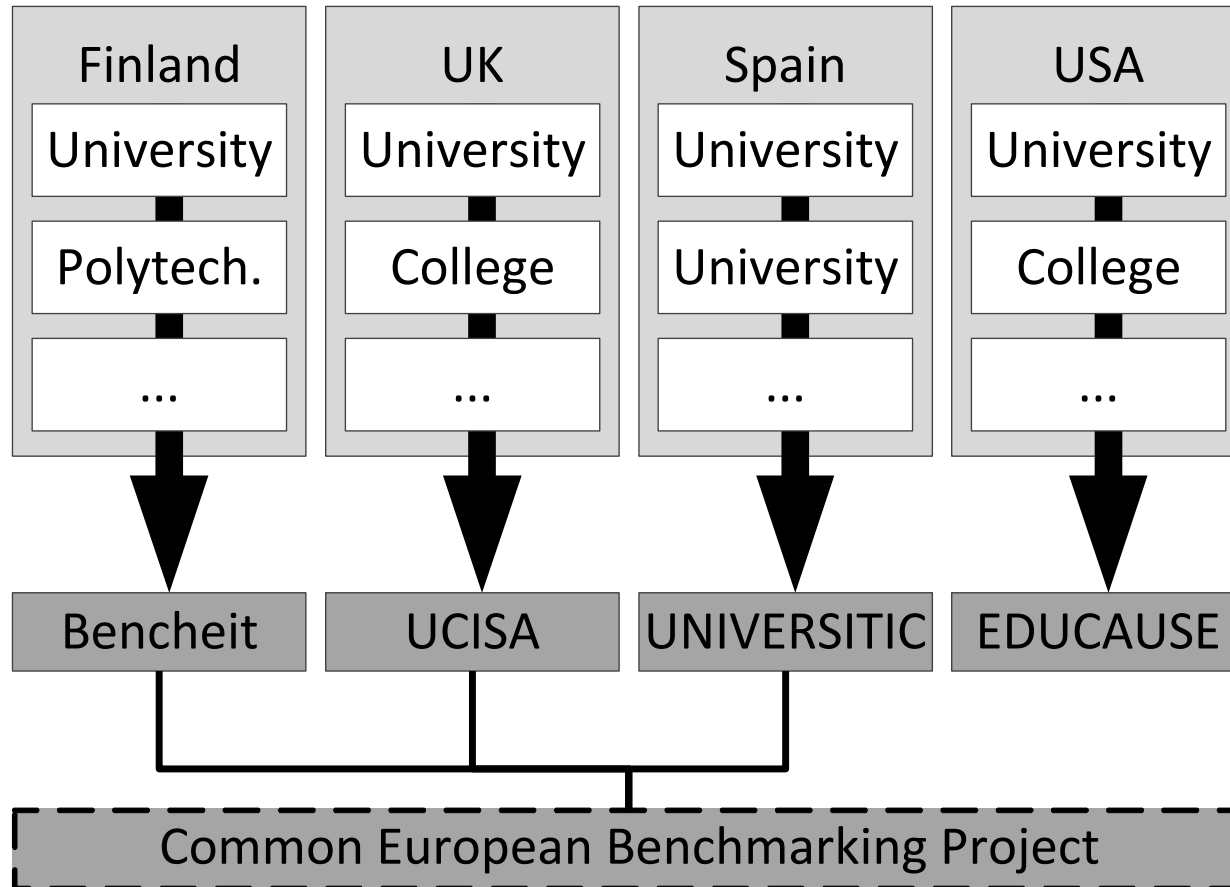 Finland
University
Polytech.
...
Bencheit
UK
University
College
...
UCISA
Spain
University
University
...
UNIVERSITIC
USA
University
College
...
EDUCAUSE
Common European Benchmarking Project